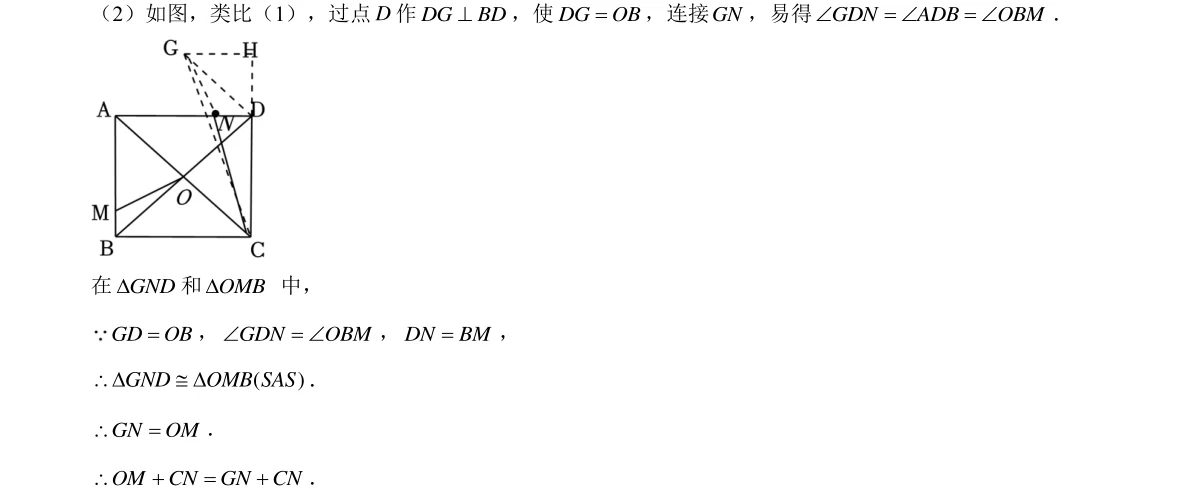 （2）如图，类比（1），过点D作DG⊥BD，使DG=OB，连接GN，易得∠GDN=∠ADB=∠OBM．
G H
A N D
O
M
B C
在ΔGND和ΔOMB 中，
∵GD=OB，∠GDN=∠OBM，DN=BM，
∴ΔGND≅ΔOMB(SAS)．
∴GN=OM．
∴OM+CN=GN+CN．